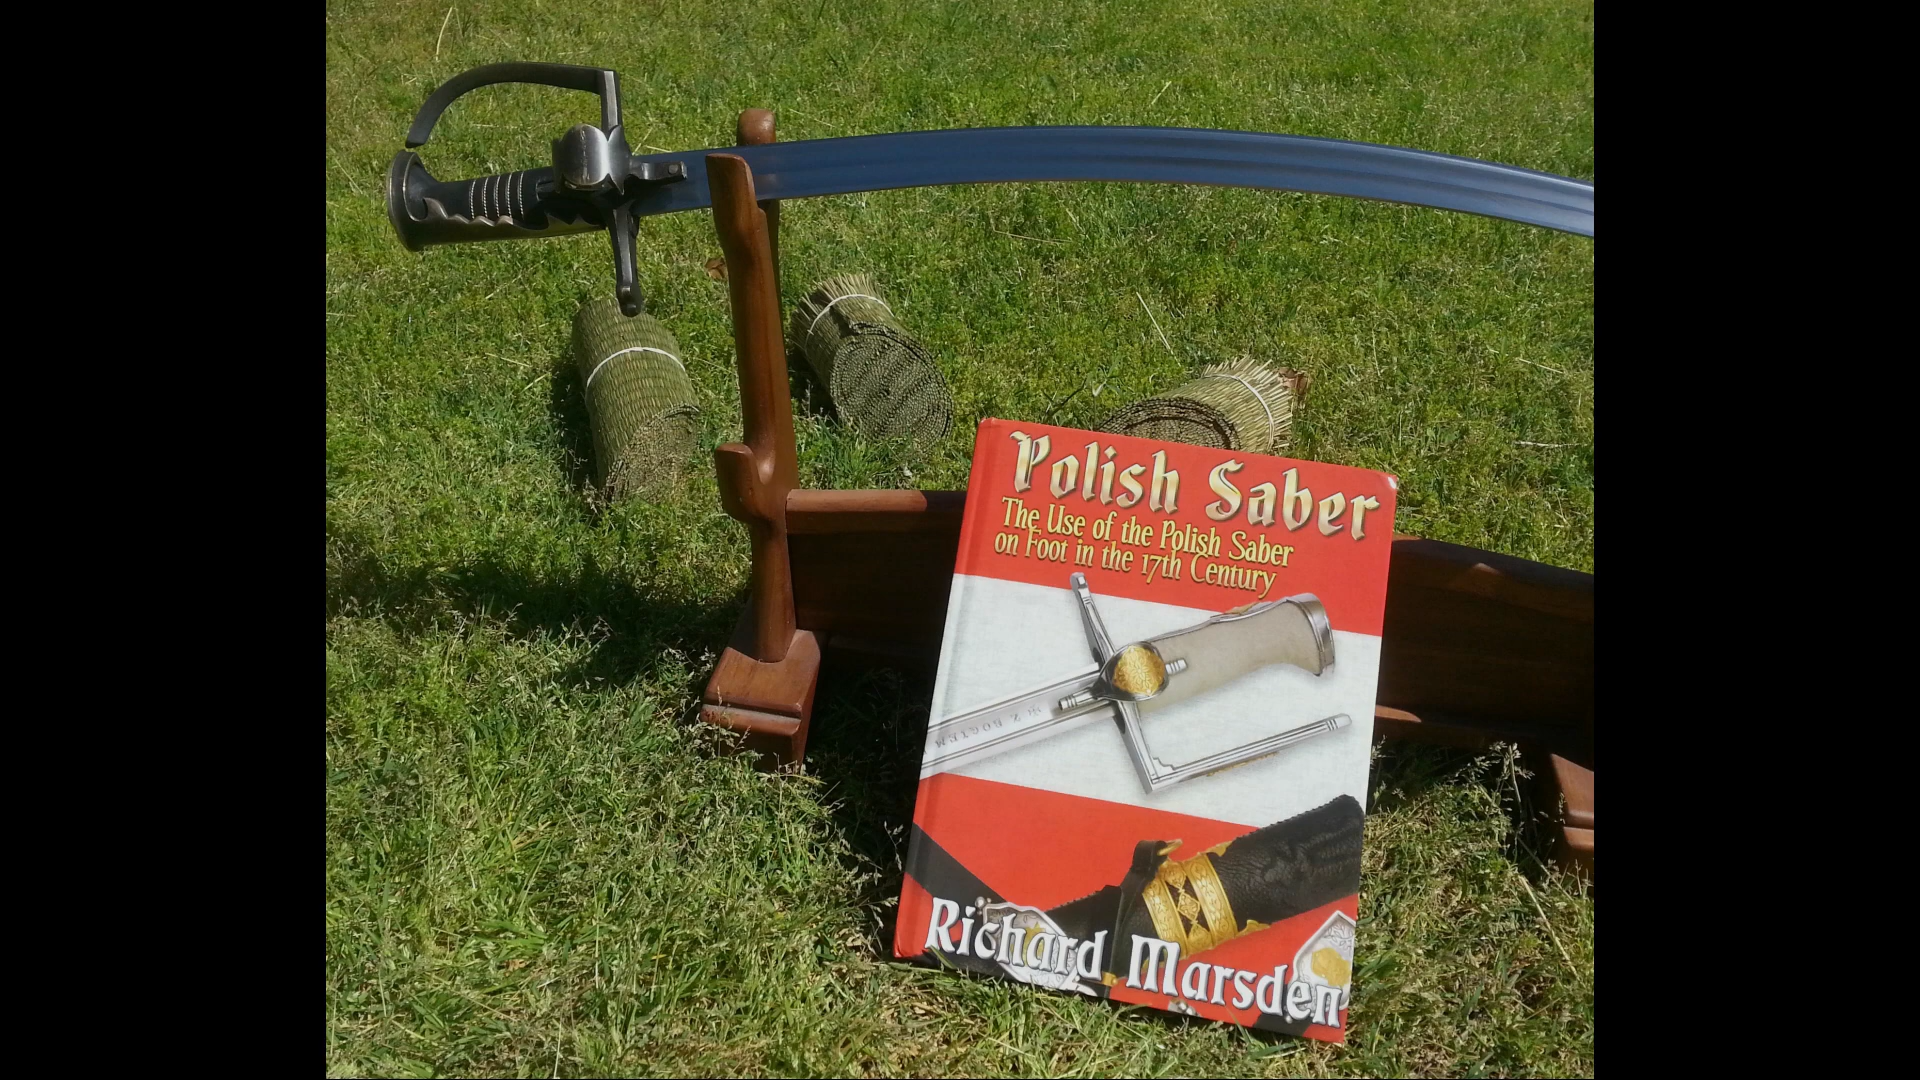 Polish Saber
The Use of the Polish Saber
on Foot in the 17th Century
Richard Marsden